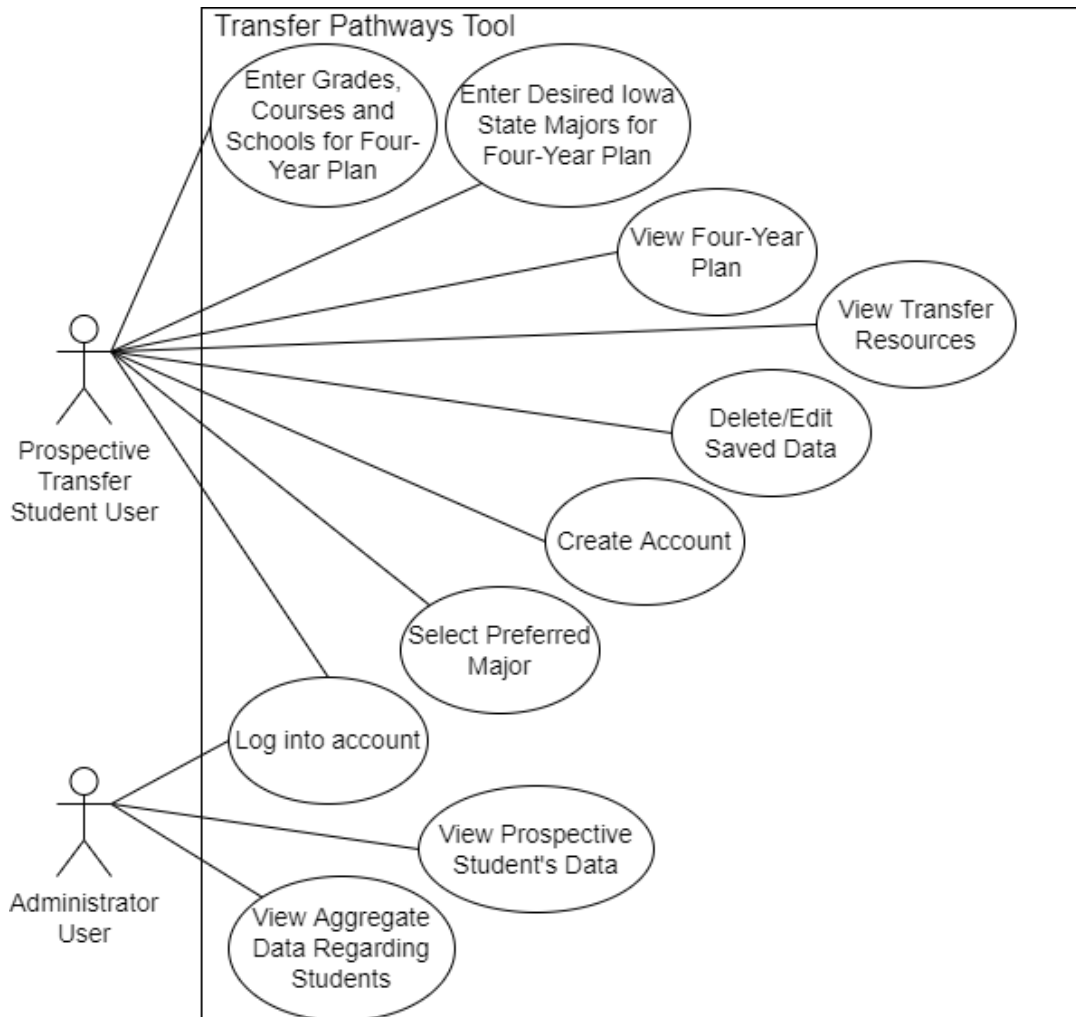 Transfer Pathways Tool
Enter Grades,
Courses and
Schools for Four-
Year Plan
Enter Desired Iowa
State Majors for
Four-Year Plan
View Four-Year
Plan
View Transfer
Resources
Prospective
Transfer
Student User
Delete/Edit
Saved Data
Create Account
Select Preferred
Major
Log into account
View Prospective
Student's Data
Administrator
User
View Aggregate
Data Regarding
Students